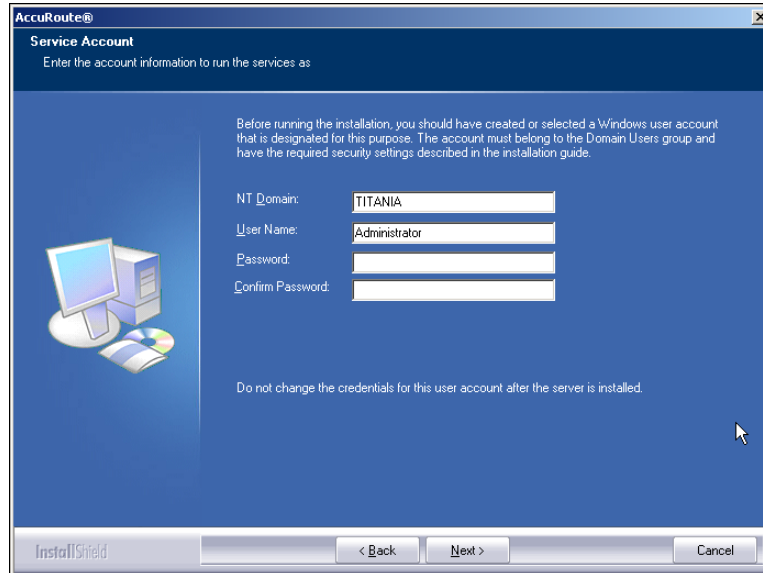 AccuRoute®
Service Account
Enter the account information to run the services as
Before running the installation, you should have created or selected a Windows user account
that is designated for this purpose. The account must belong to the Domain Users group and
have the required security settings described in the installation guide.
NT Domain:
TITANIA
User Name:
Administrator
Password:
Confirm Password:
Do not change the credentials for this user account after the server is installed.
InstallShield
< Back
Next >
Cancel